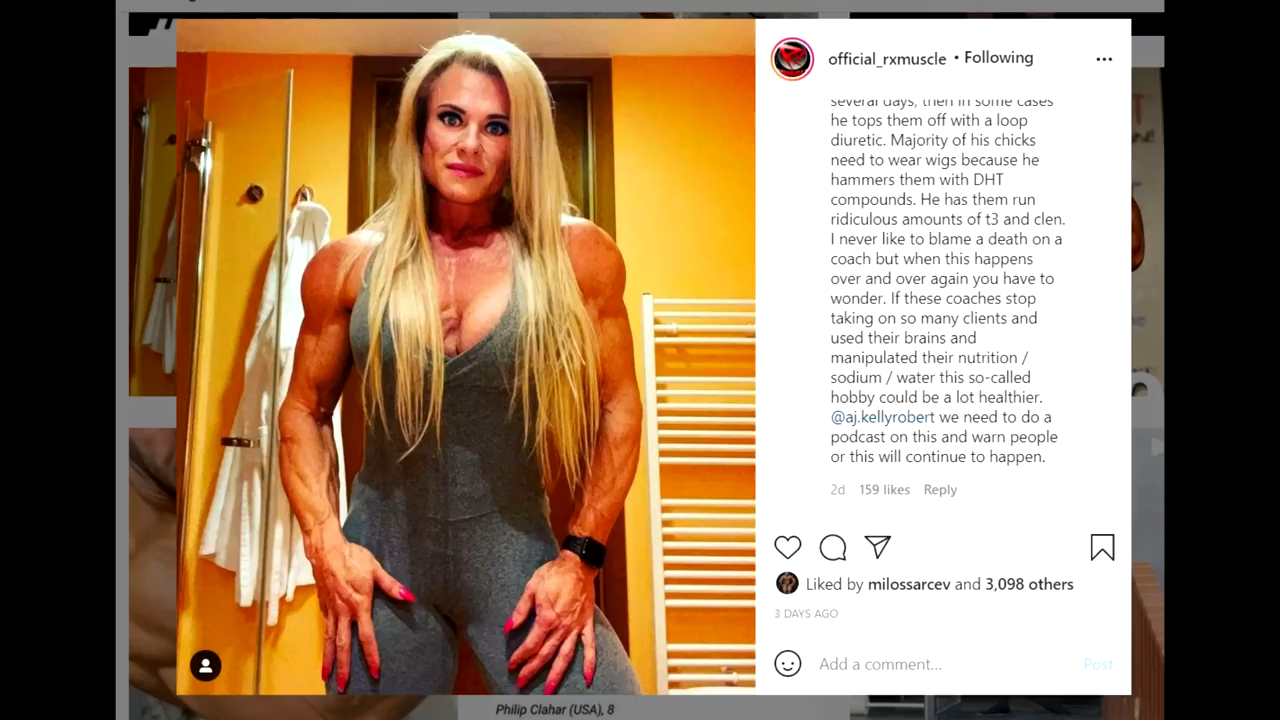 official_rxmuscle • Following
several days, then in some cases
he tops them off with a loop
diuretic. Majority of his chicks
need to wear wigs because he
hammers them with DHT
compounds. He has them run
ridiculous amounts of t3 and clen.
I never like to blame a death on a
coach but when this happens
over and over again you have to
wonder. If these coaches stop
taking on so many clients and
used their brains and
manipulated their nutrition /
sodium / water this so-called
hobby could be a lot healthier.
@aj.kellyrobert we need to do a
podcast on this and warn people
or this will continue to happen.
2d 159 likes Reply
Liked by milossarcev and 3,098 others
3 DAYS AGO
Add a comment... Post
Philip Clahar (USA), 8